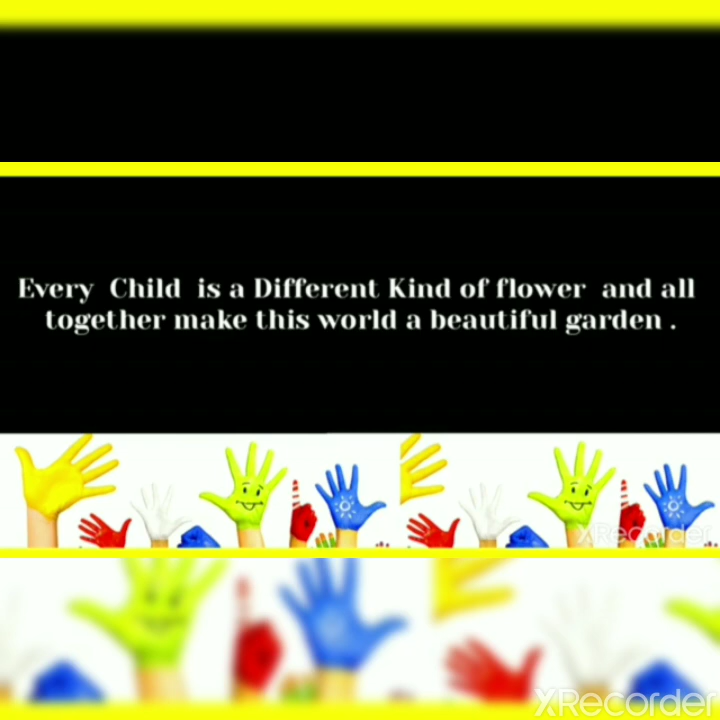 Every Child is a Different Kind of flower and all
together make this world a beautiful garden .
XRecorder
XRecorder